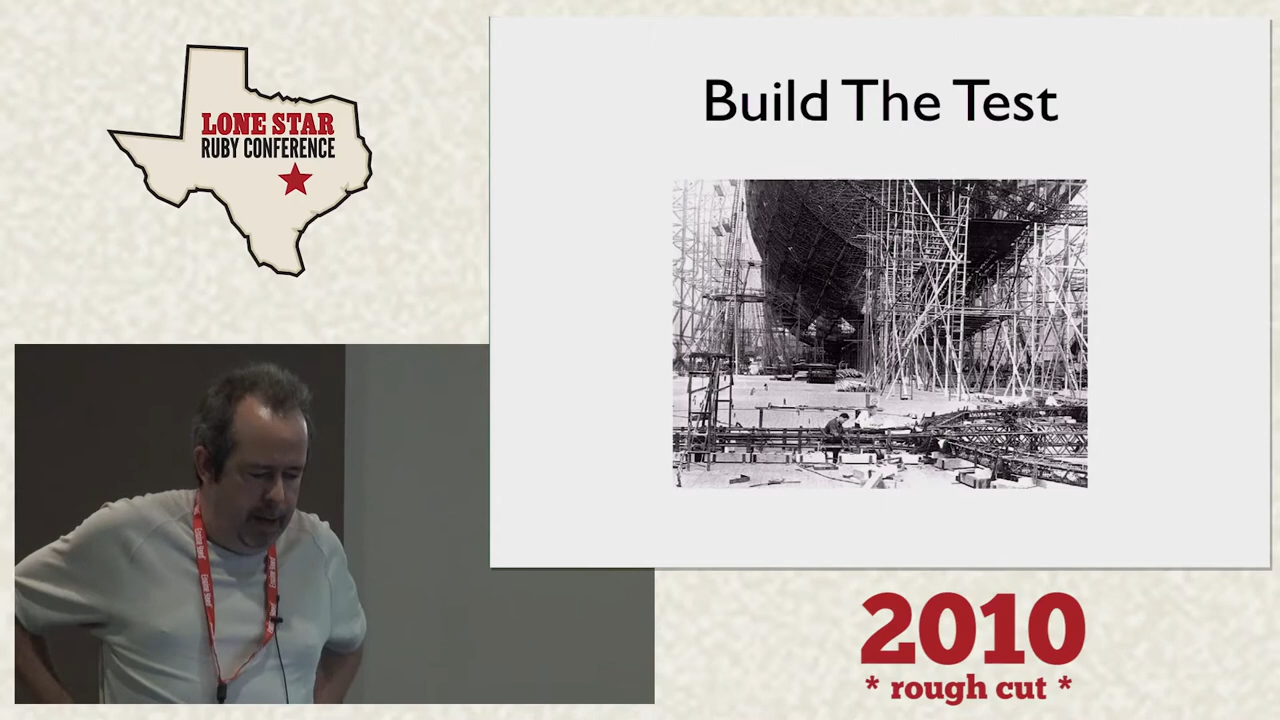 LONE STAR
RUBY CONFERENCE
Build The Test
2010
* rough cut *